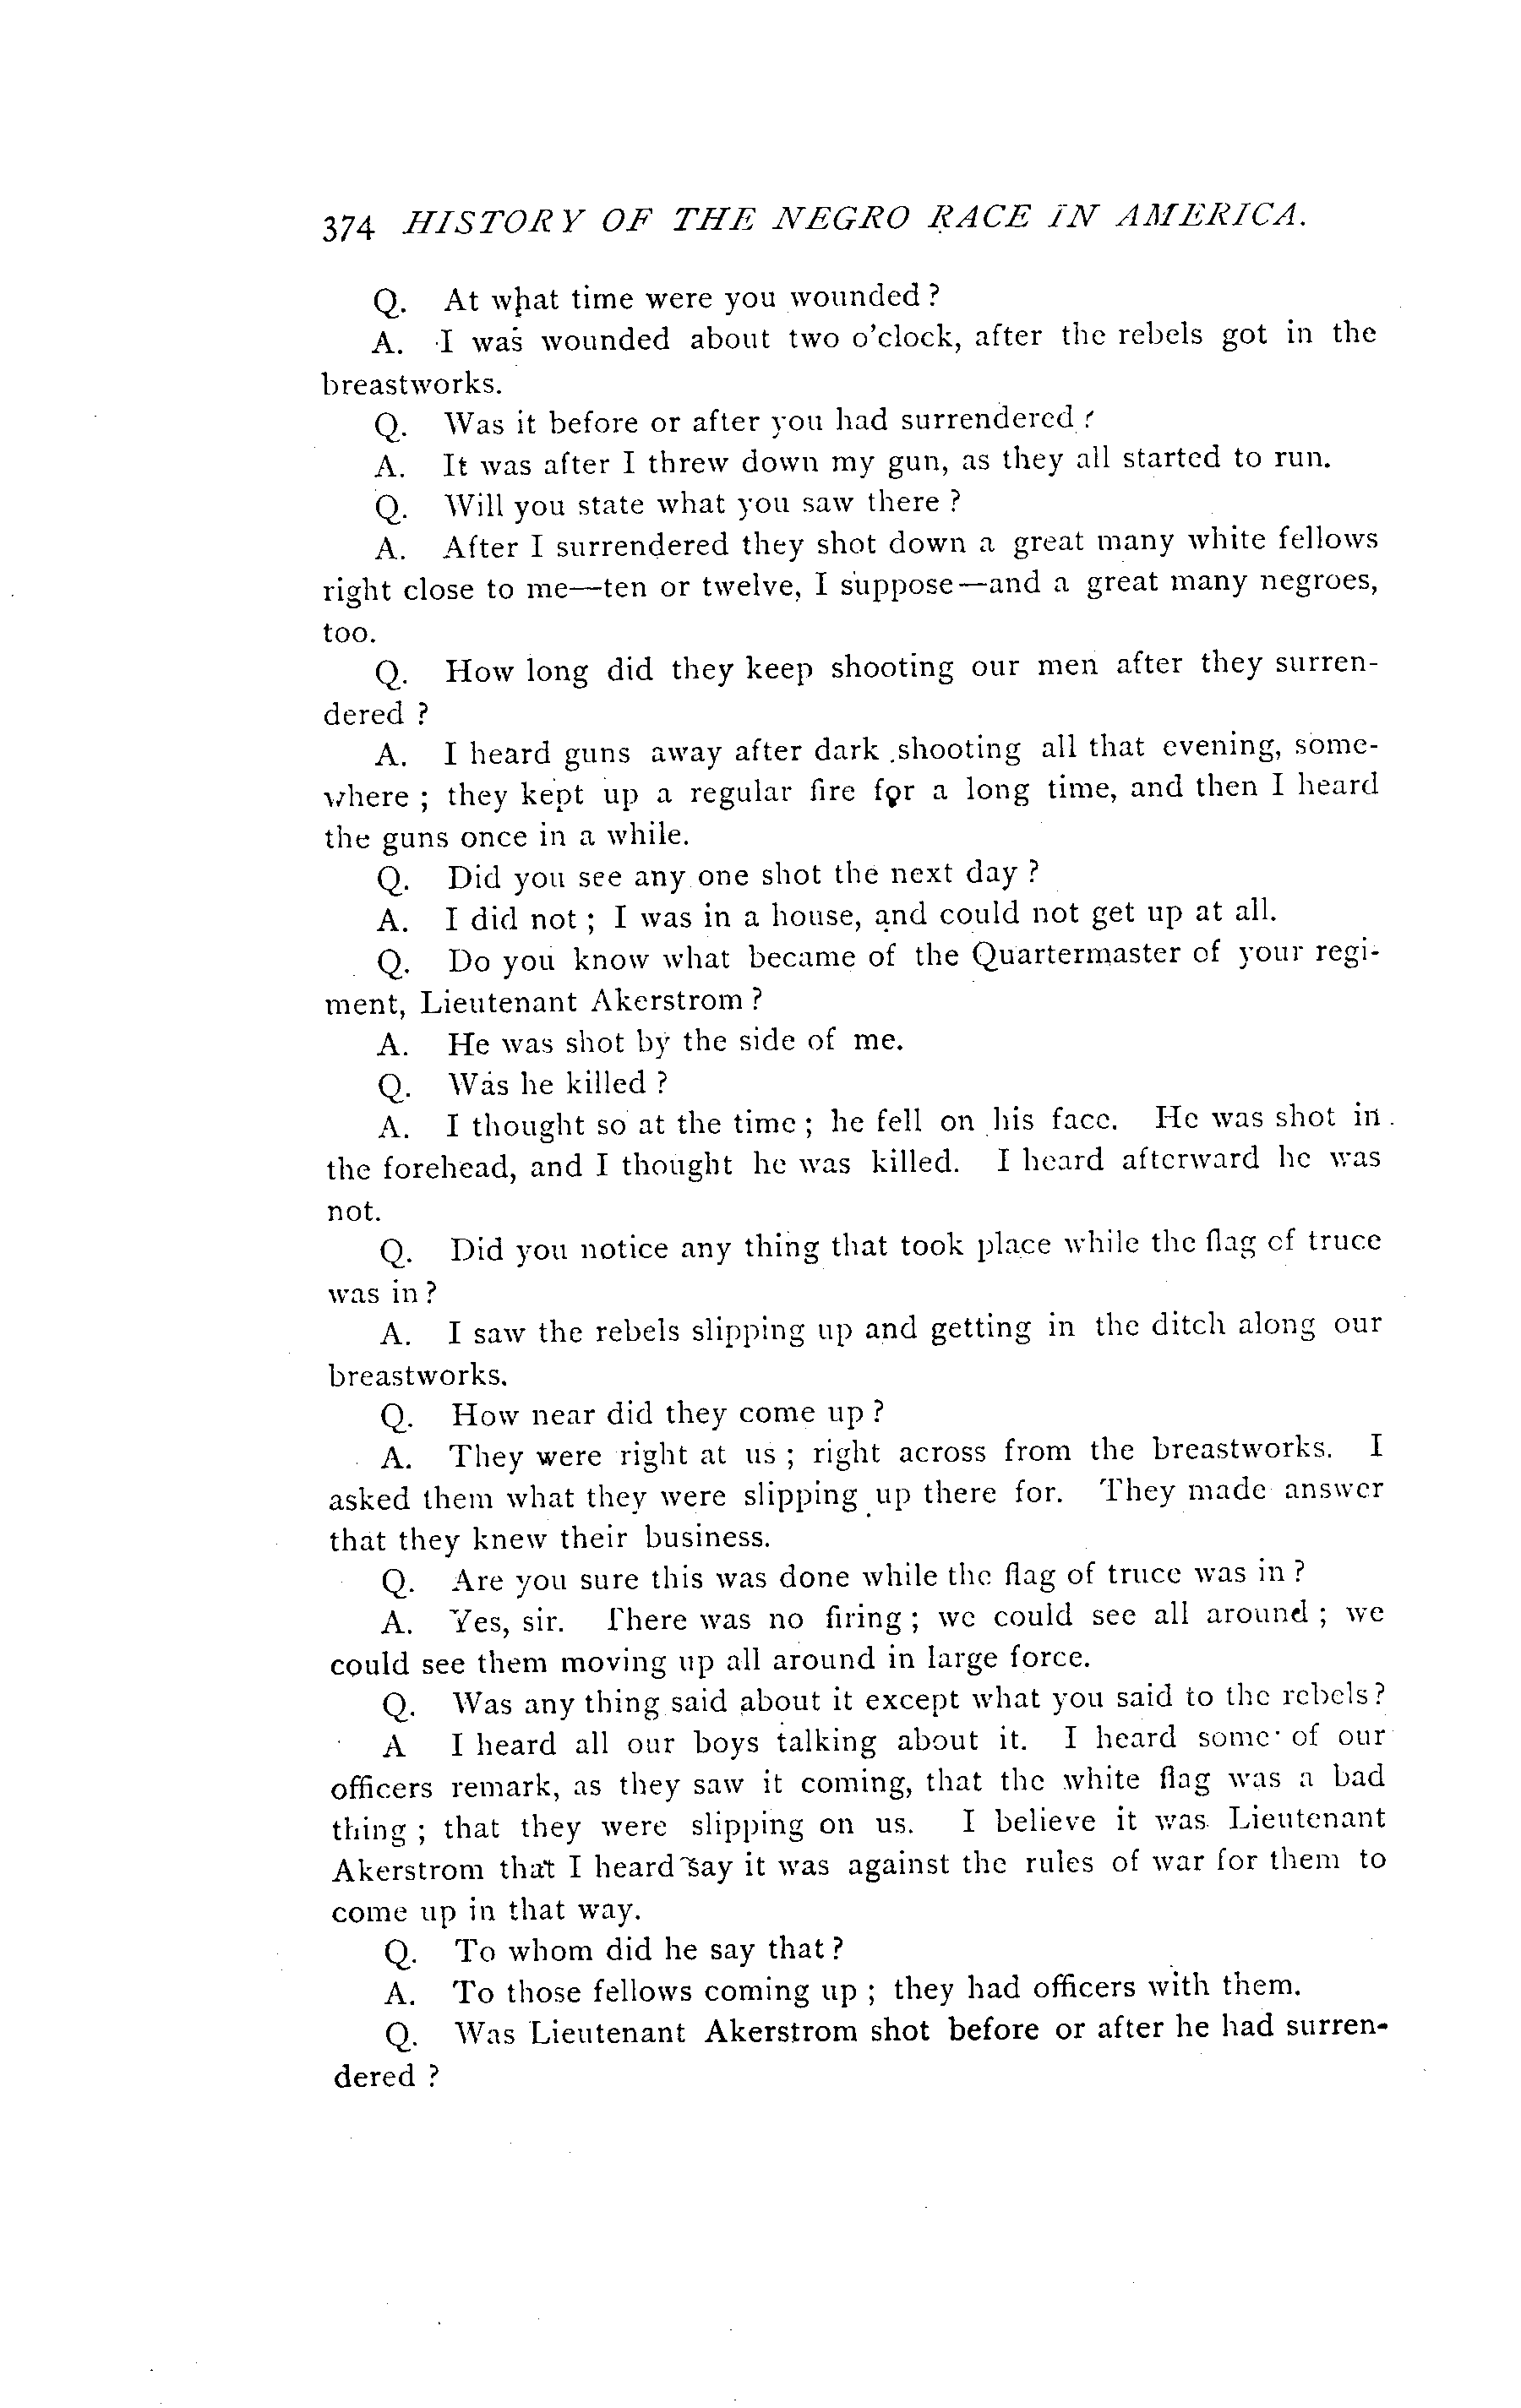 374 HISTORY OF THE NEGRO RACE IN AMERICA.
Q. At what time were you wounded ?
A. I was wounded about two o'clock, after the rebels got in the
breastworks.
Q. Was it before or after you had surrendered ?
A. It was after I threw down my gun, as they all started to run.
Q. Will you state what you saw there ?
A. After I surrendered they shot down a great many white fellows
right close to me—ten or twelve, I suppose—and a great many negroes,
too.
Q. How long did they keep shooting our men after they surren-
dered ?
A. I heard guns away after dark shooting all that evening, some-
where ; they kept up a regular fire for a long time, and then I heard
the guns once in a while.
Q. Did you see any one shot the next day ?
A. I did not ; I was in a house, and could not get up at all.
Q. Do you know what became of the Quartermaster of your regi-
ment, Lieutenant Akerstrom ?
A. He was shot by the side of me.
Q. Was he killed ?
A. I thought so at the time ; he fell on his face. He was shot in
the forehead, and I thought he was killed. I heard afterward he was
not.
Q. Did you notice any thing that took place while the flag of truce
was in ?
A. I saw the rebels slipping up and getting in the ditch along our
breastworks.
Q. How near did they come up ?
A. They were right at us ; right across from the breastworks. I
asked them what they were slipping up there for. They made answer
that they knew their business.
Q. Are you sure this was done while the flag of truce was in ?
A. Yes, sir. There was no firing ; we could see all around ; we
could see them moving up all around in large force.
Q. Was any thing said about it except what you said to the rebels?
A I heard all our boys talking about it. I heard some of our
officers remark, as they saw it coming, that the white flag was a bad
thing ; that they were slipping on us. I believe it was Lieutenant
Akerstrom that I heard say it was against the rules of war for them to
come up in that way.
Q. To whom did he say that ?
A. To those fellows coming up ; they had officers with them.
Q. Was Lieutenant Akerstrom shot before or after he had surren-
dered ?